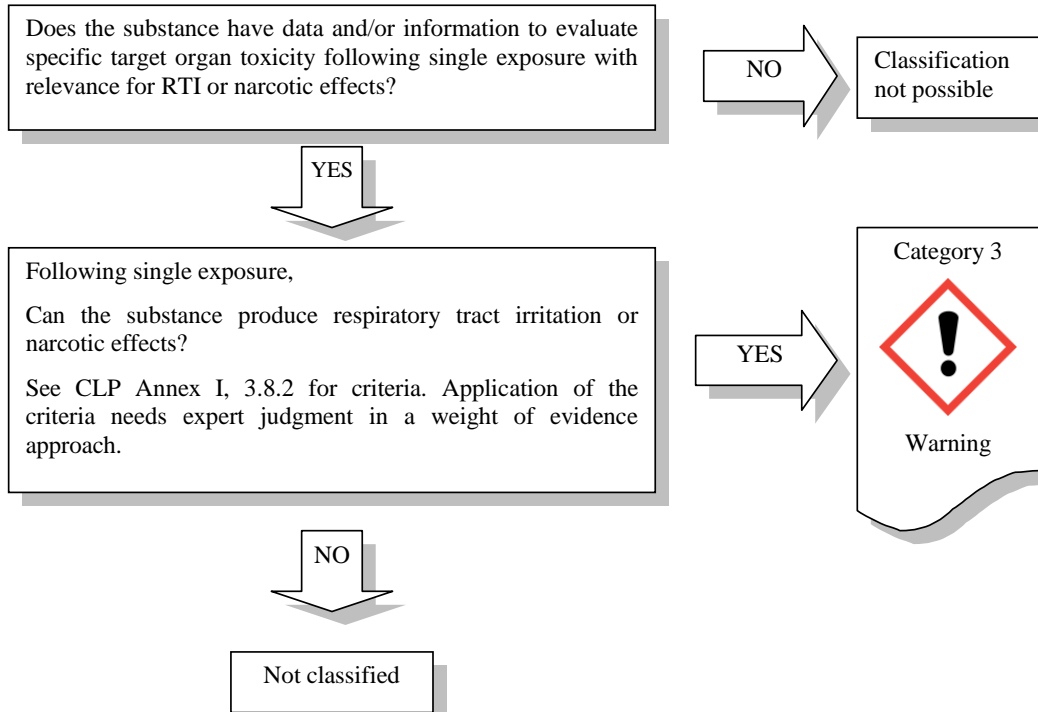 Does the substance have data and/or information to evaluate
specific target organ toxicity following single exposure with
relevance for RTI or narcotic effects?
NO
Classification
not possible
YES
Following single exposure,
Can the substance produce respiratory tract irritation or
narcotic effects?
See CLP Annex I, 3.8.2 for criteria. Application of the
criteria needs expert judgment in a weight of evidence
approach.
YES
Category 3
Warning
NO
Not classified